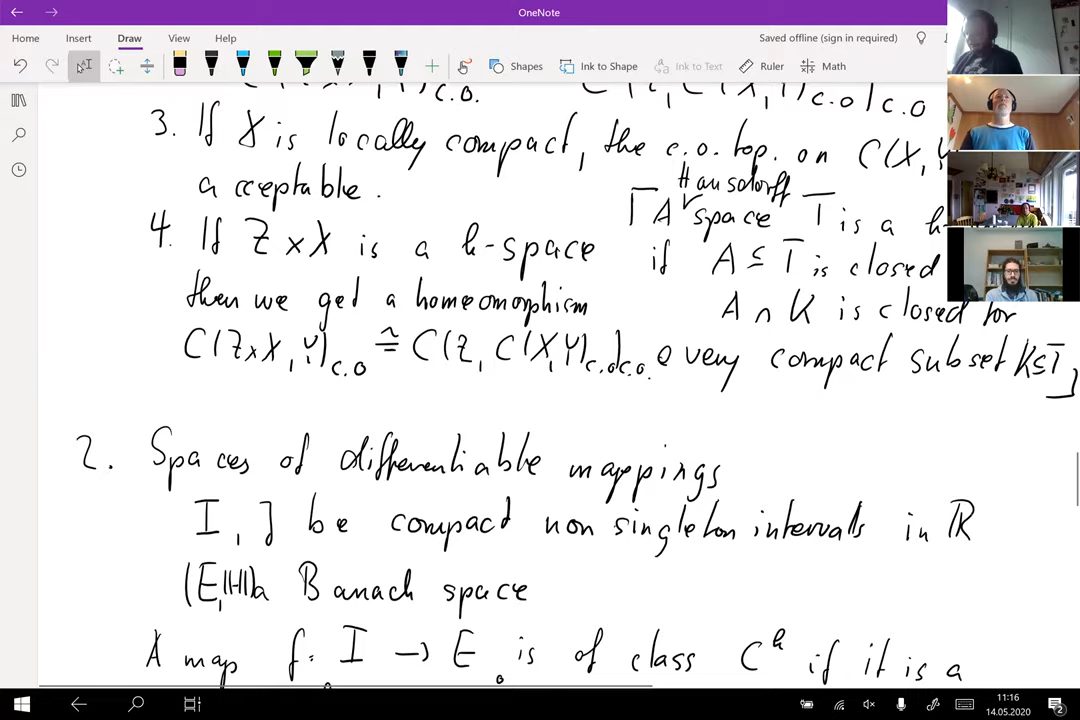 OneNote
Home Insert Draw View Help
Saved offline (sign in required)
Shapes Ink to Shape Ink to Text Ruler Math
3. If X is locally compact, the c.o. top. on C(X,Y
acceptable.
Hausdorff
⌈A space T is a k-
4. If Z×X is a k-space
if A ⊆ T is closed
then we get a homeomorphism
A ∩ K is closed for
C(Z×X,Y)c.o ≅ C(Z, C(X,Y)c.o)c.o.
every compact subset K⊆T⌋
2. Spaces of differentiable mappings
I, J be compact non singleton intervals in ℝ
(E,‖·‖) a Banach space
A map f: I → E is of class C^k if it is a
11:16
14.05.2020
2